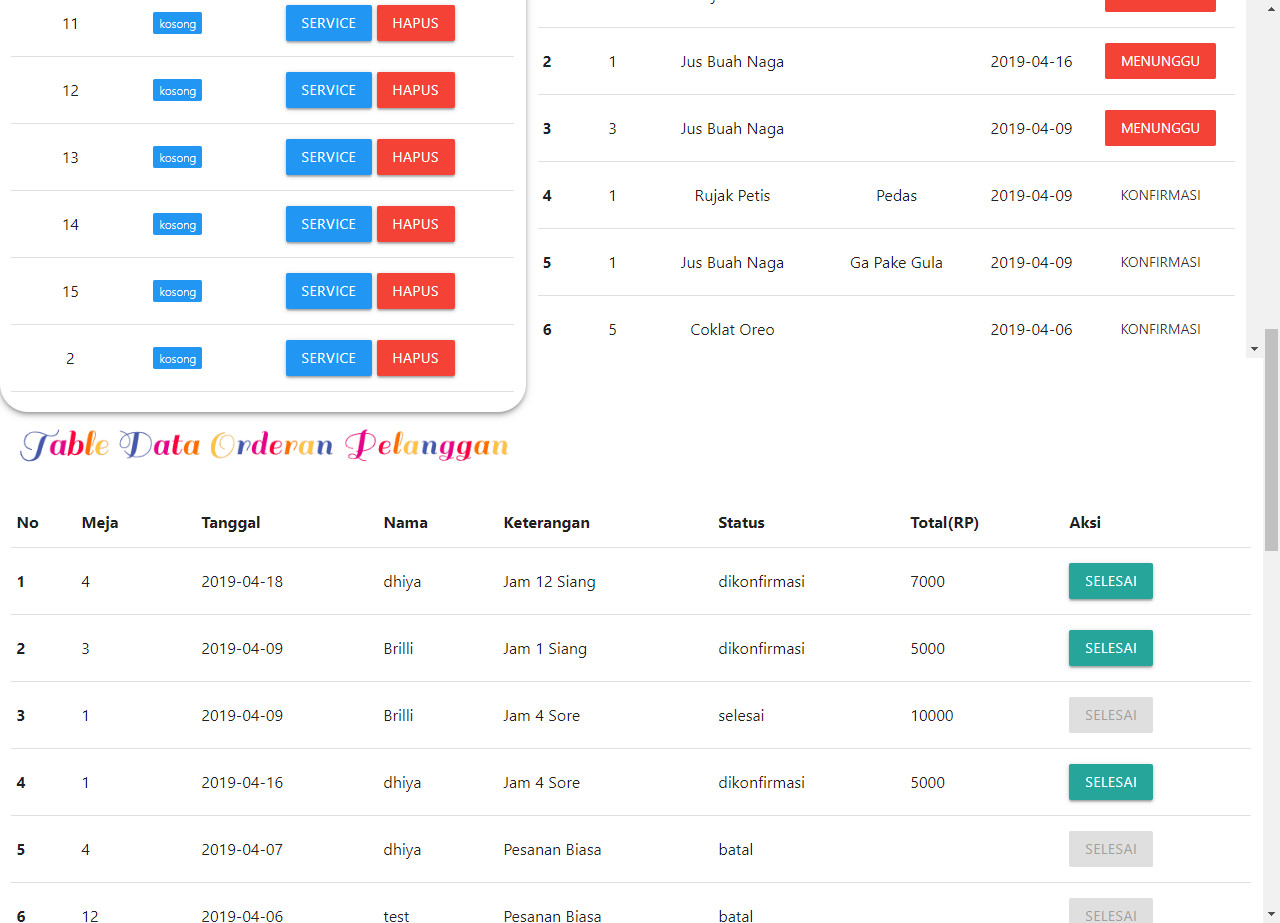 11 kosong SERVICE HAPUS
12 kosong SERVICE HAPUS
13 kosong SERVICE HAPUS
14 kosong SERVICE HAPUS
15 kosong SERVICE HAPUS
2 kosong SERVICE HAPUS
2 1 Jus Buah Naga 2019-04-16 MENUNGGU
3 3 Jus Buah Naga 2019-04-09 MENUNGGU
4 1 Rujak Petis Pedas 2019-04-09 KONFIRMASI
5 1 Jus Buah Naga Ga Pake Gula 2019-04-09 KONFIRMASI
6 5 Coklat Oreo 2019-04-06 KONFIRMASI
Table Data Orderan Pelanggan
No Meja Tanggal Nama Keterangan Status Total(RP) Aksi
1 4 2019-04-18 dhiya Jam 12 Siang dikonfirmasi 7000 SELESAI
2 3 2019-04-09 Brilli Jam 1 Siang dikonfirmasi 5000 SELESAI
3 1 2019-04-09 Brilli Jam 4 Sore selesai 10000 SELESAI
4 1 2019-04-16 dhiya Jam 4 Sore dikonfirmasi 5000 SELESAI
5 4 2019-04-07 dhiya Pesanan Biasa batal SELESAI
6 12 2019-04-06 test Pesanan Biasa batal SELESAI